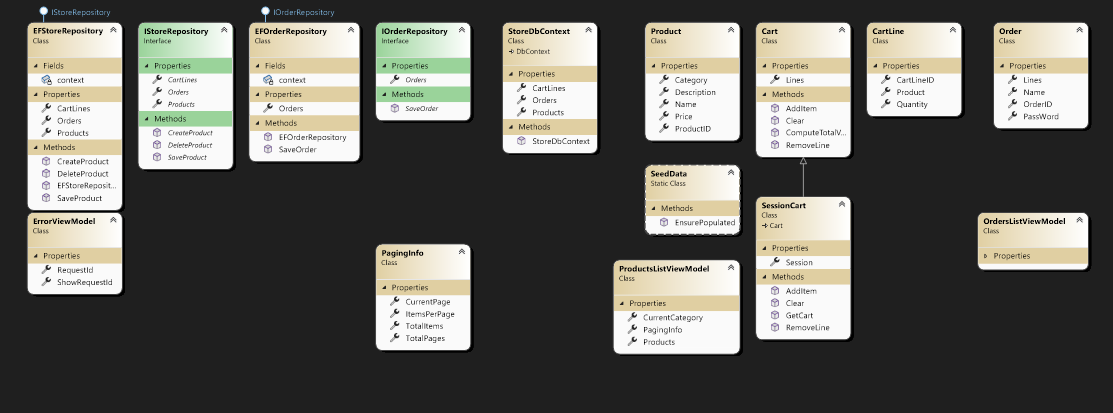 IStoreRepository
EFStoreRepository
Class
Fields
context
Properties
CartLines
Orders
Products
Methods
CreateProduct
DeleteProduct
EFStoreReposit...
SaveProduct
IStoreRepository
Interface
Properties
CartLines
Orders
Products
Methods
CreateProduct
DeleteProduct
SaveProduct
IOrderRepository
EFOrderRepository
Class
Fields
context
Properties
Orders
Methods
EFOrderRepository
SaveOrder
IOrderRepository
Interface
Properties
Orders
Methods
SaveOrder
StoreDbContext
Class
DbContext
Properties
CartLines
Orders
Products
Methods
StoreDbContext
Product
Class
Properties
Category
Description
Name
Price
ProductID
Cart
Class
Properties
Lines
Methods
AddItem
Clear
ComputeTotalV...
RemoveLine
CartLine
Class
Properties
CartLineID
Product
Quantity
Order
Class
Properties
Lines
Name
OrderID
PassWord
SeedData
Static Class
Methods
EnsurePopulated
SessionCart
Class
Cart
Properties
Session
Methods
AddItem
Clear
GetCart
RemoveLine
OrdersListViewModel
Class
Properties
ErrorViewModel
Class
Properties
RequestId
ShowRequestId
PagingInfo
Class
Properties
CurrentPage
ItemsPerPage
TotalItems
TotalPages
ProductsListViewModel
Class
Properties
CurrentCategory
PagingInfo
Products